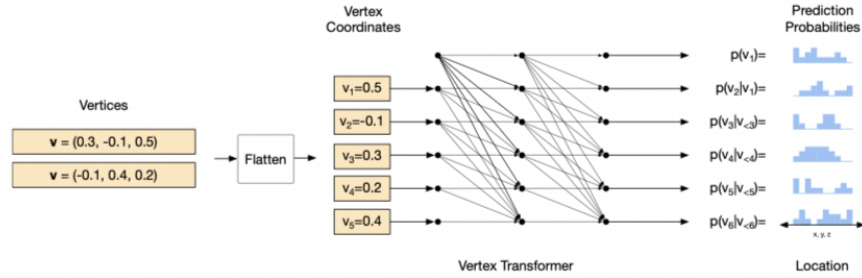 Vertices
v = (0.3, -0.1, 0.5)
v = (-0.1, 0.4, 0.2)
Flatten
Vertex
Coordinates
v₁=0.5
v₂=-0.1
v₃=0.3
v₄=0.2
v₅=0.4
Vertex Transformer
Prediction
Probabilities
p(v₁)=
p(v₂|v₁)=
p(v₃|v<₃)=
p(v₄|v<₄)=
p(v₅|v<₅)=
p(v₆|v<₆)=
x, y, z
Location